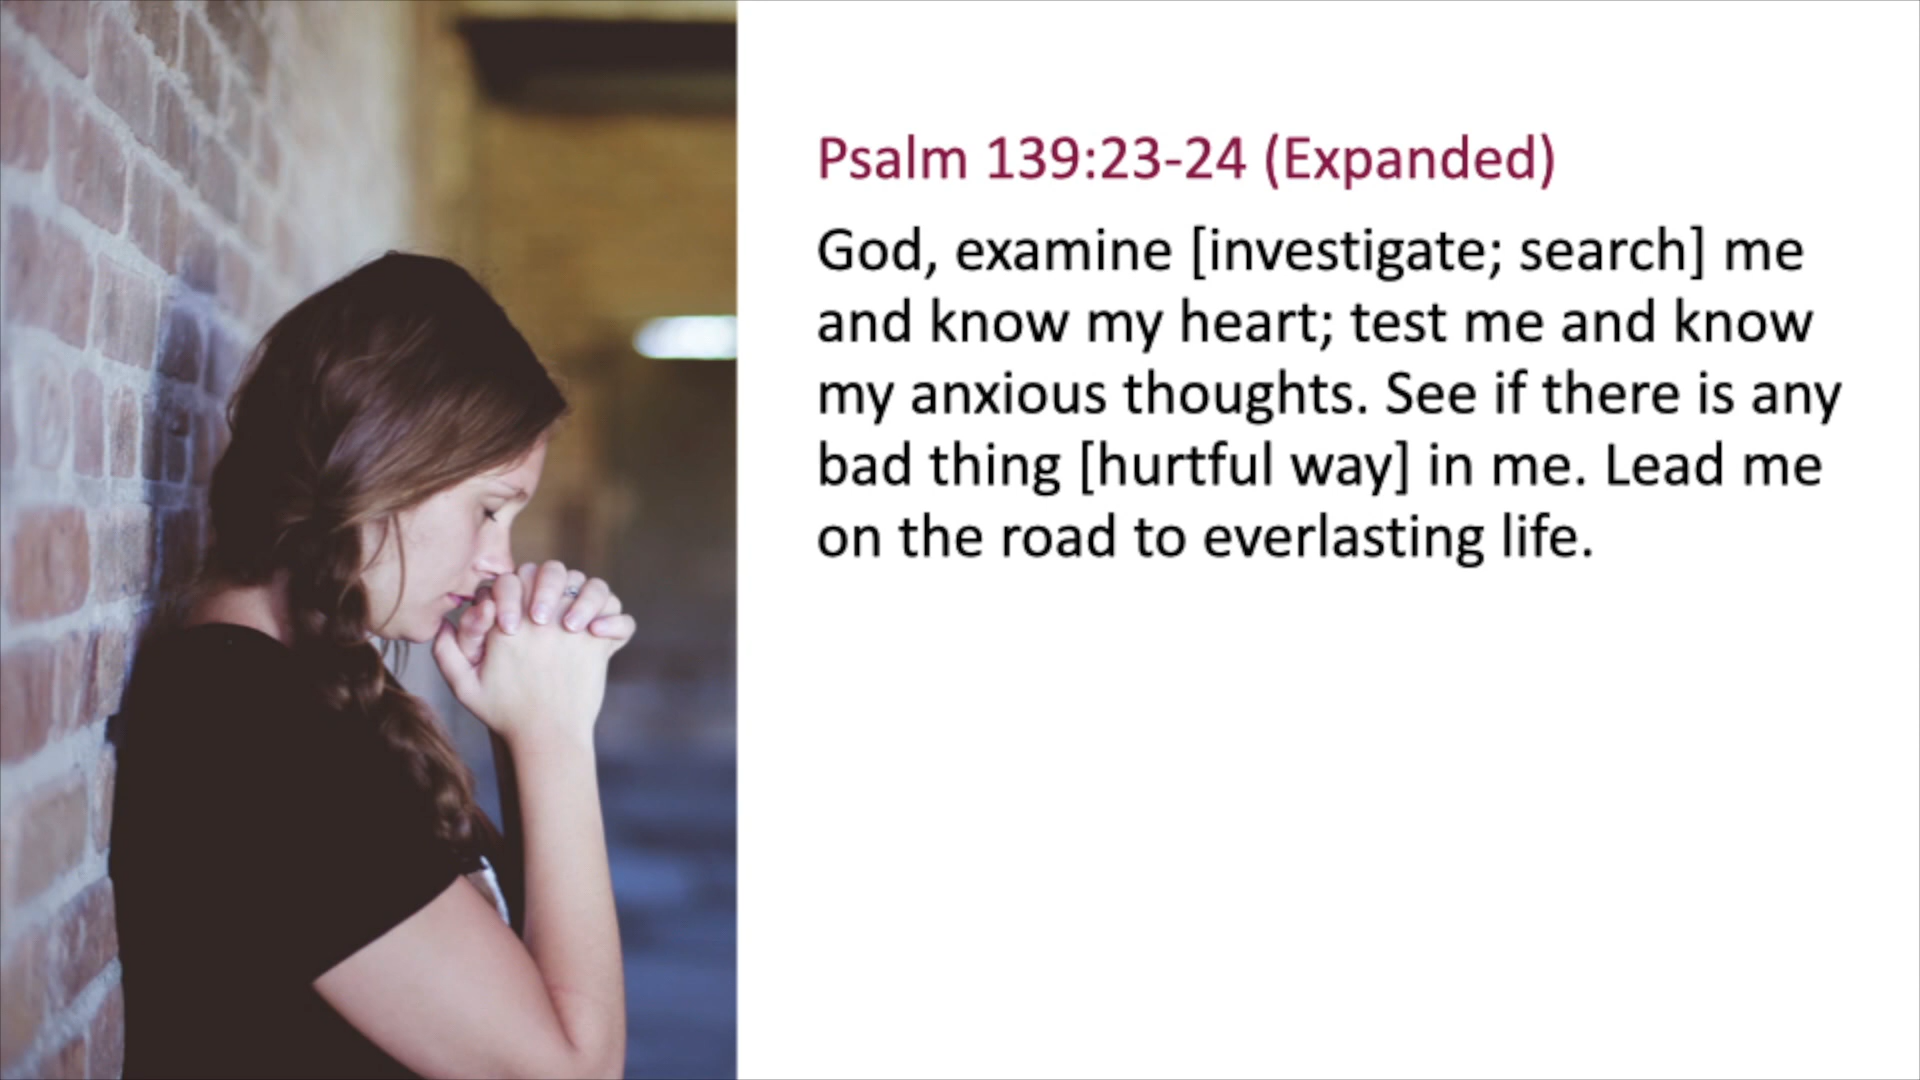 Psalm 139:23-24 (Expanded)
God, examine [investigate; search] me
and know my heart; test me and know
my anxious thoughts. See if there is any
bad thing [hurtful way] in me. Lead me
on the road to everlasting life.